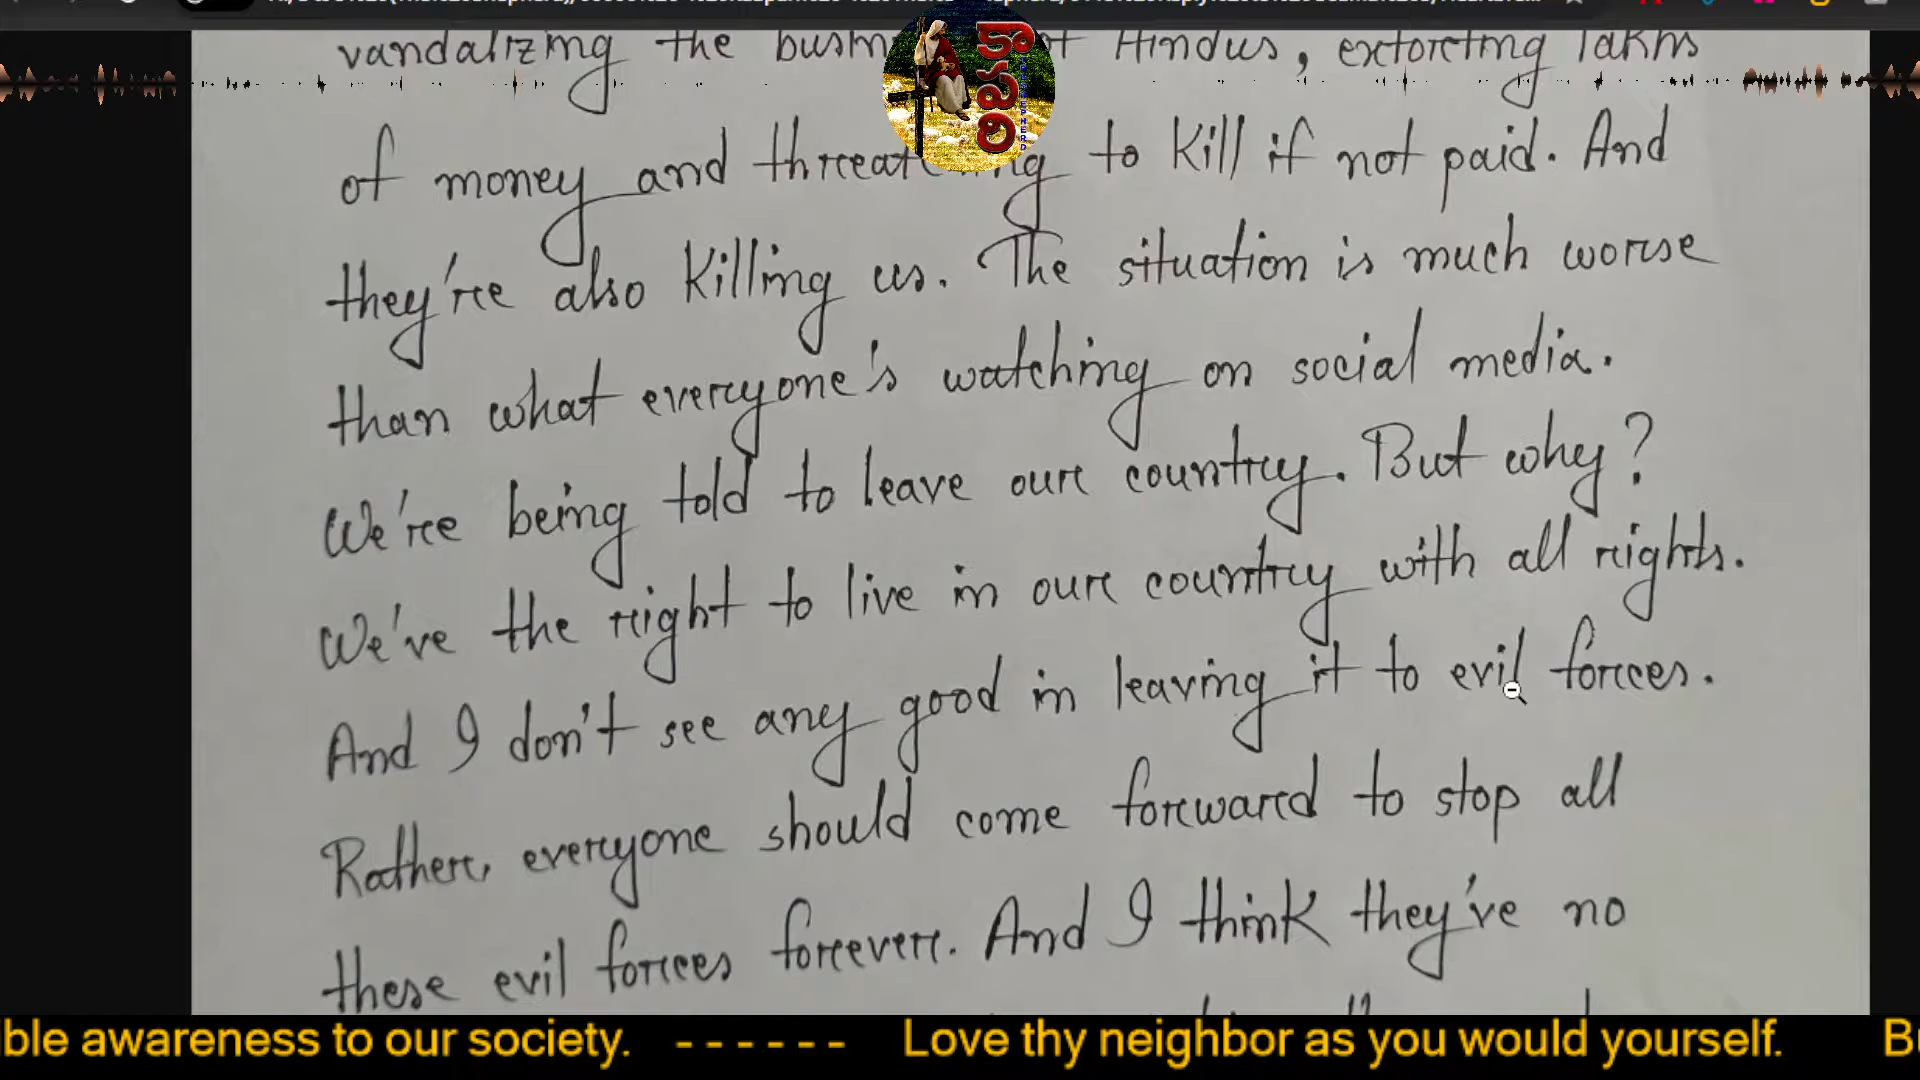 vandalizing the busin of Hindus, extorting lakhs
of money and threatening to kill if not paid. And
they're also killing us. The situation is much worse
than what everyone's watching on social media.
We're being told to leave our country. But why?
We've the right to live in our country with all rights.
And I don't see any good in leaving it to evil forces.
Rather, everyone should come forward to stop all
these evil forces forever. And I think they've no
ble awareness to our society. - - - - - - Love thy neighbor as you would yourself. Bu